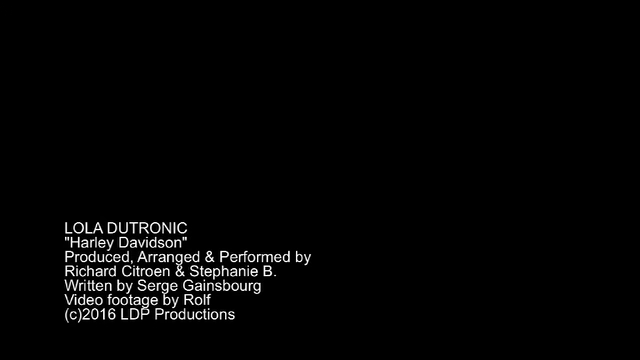 LOLA DUTRONIC
"Harley Davidson"
Produced, Arranged & Performed by
Richard Citroen & Stephanie B.
Written by Serge Gainsbourg
Video footage by Rolf
(c)2016 LDP Productions